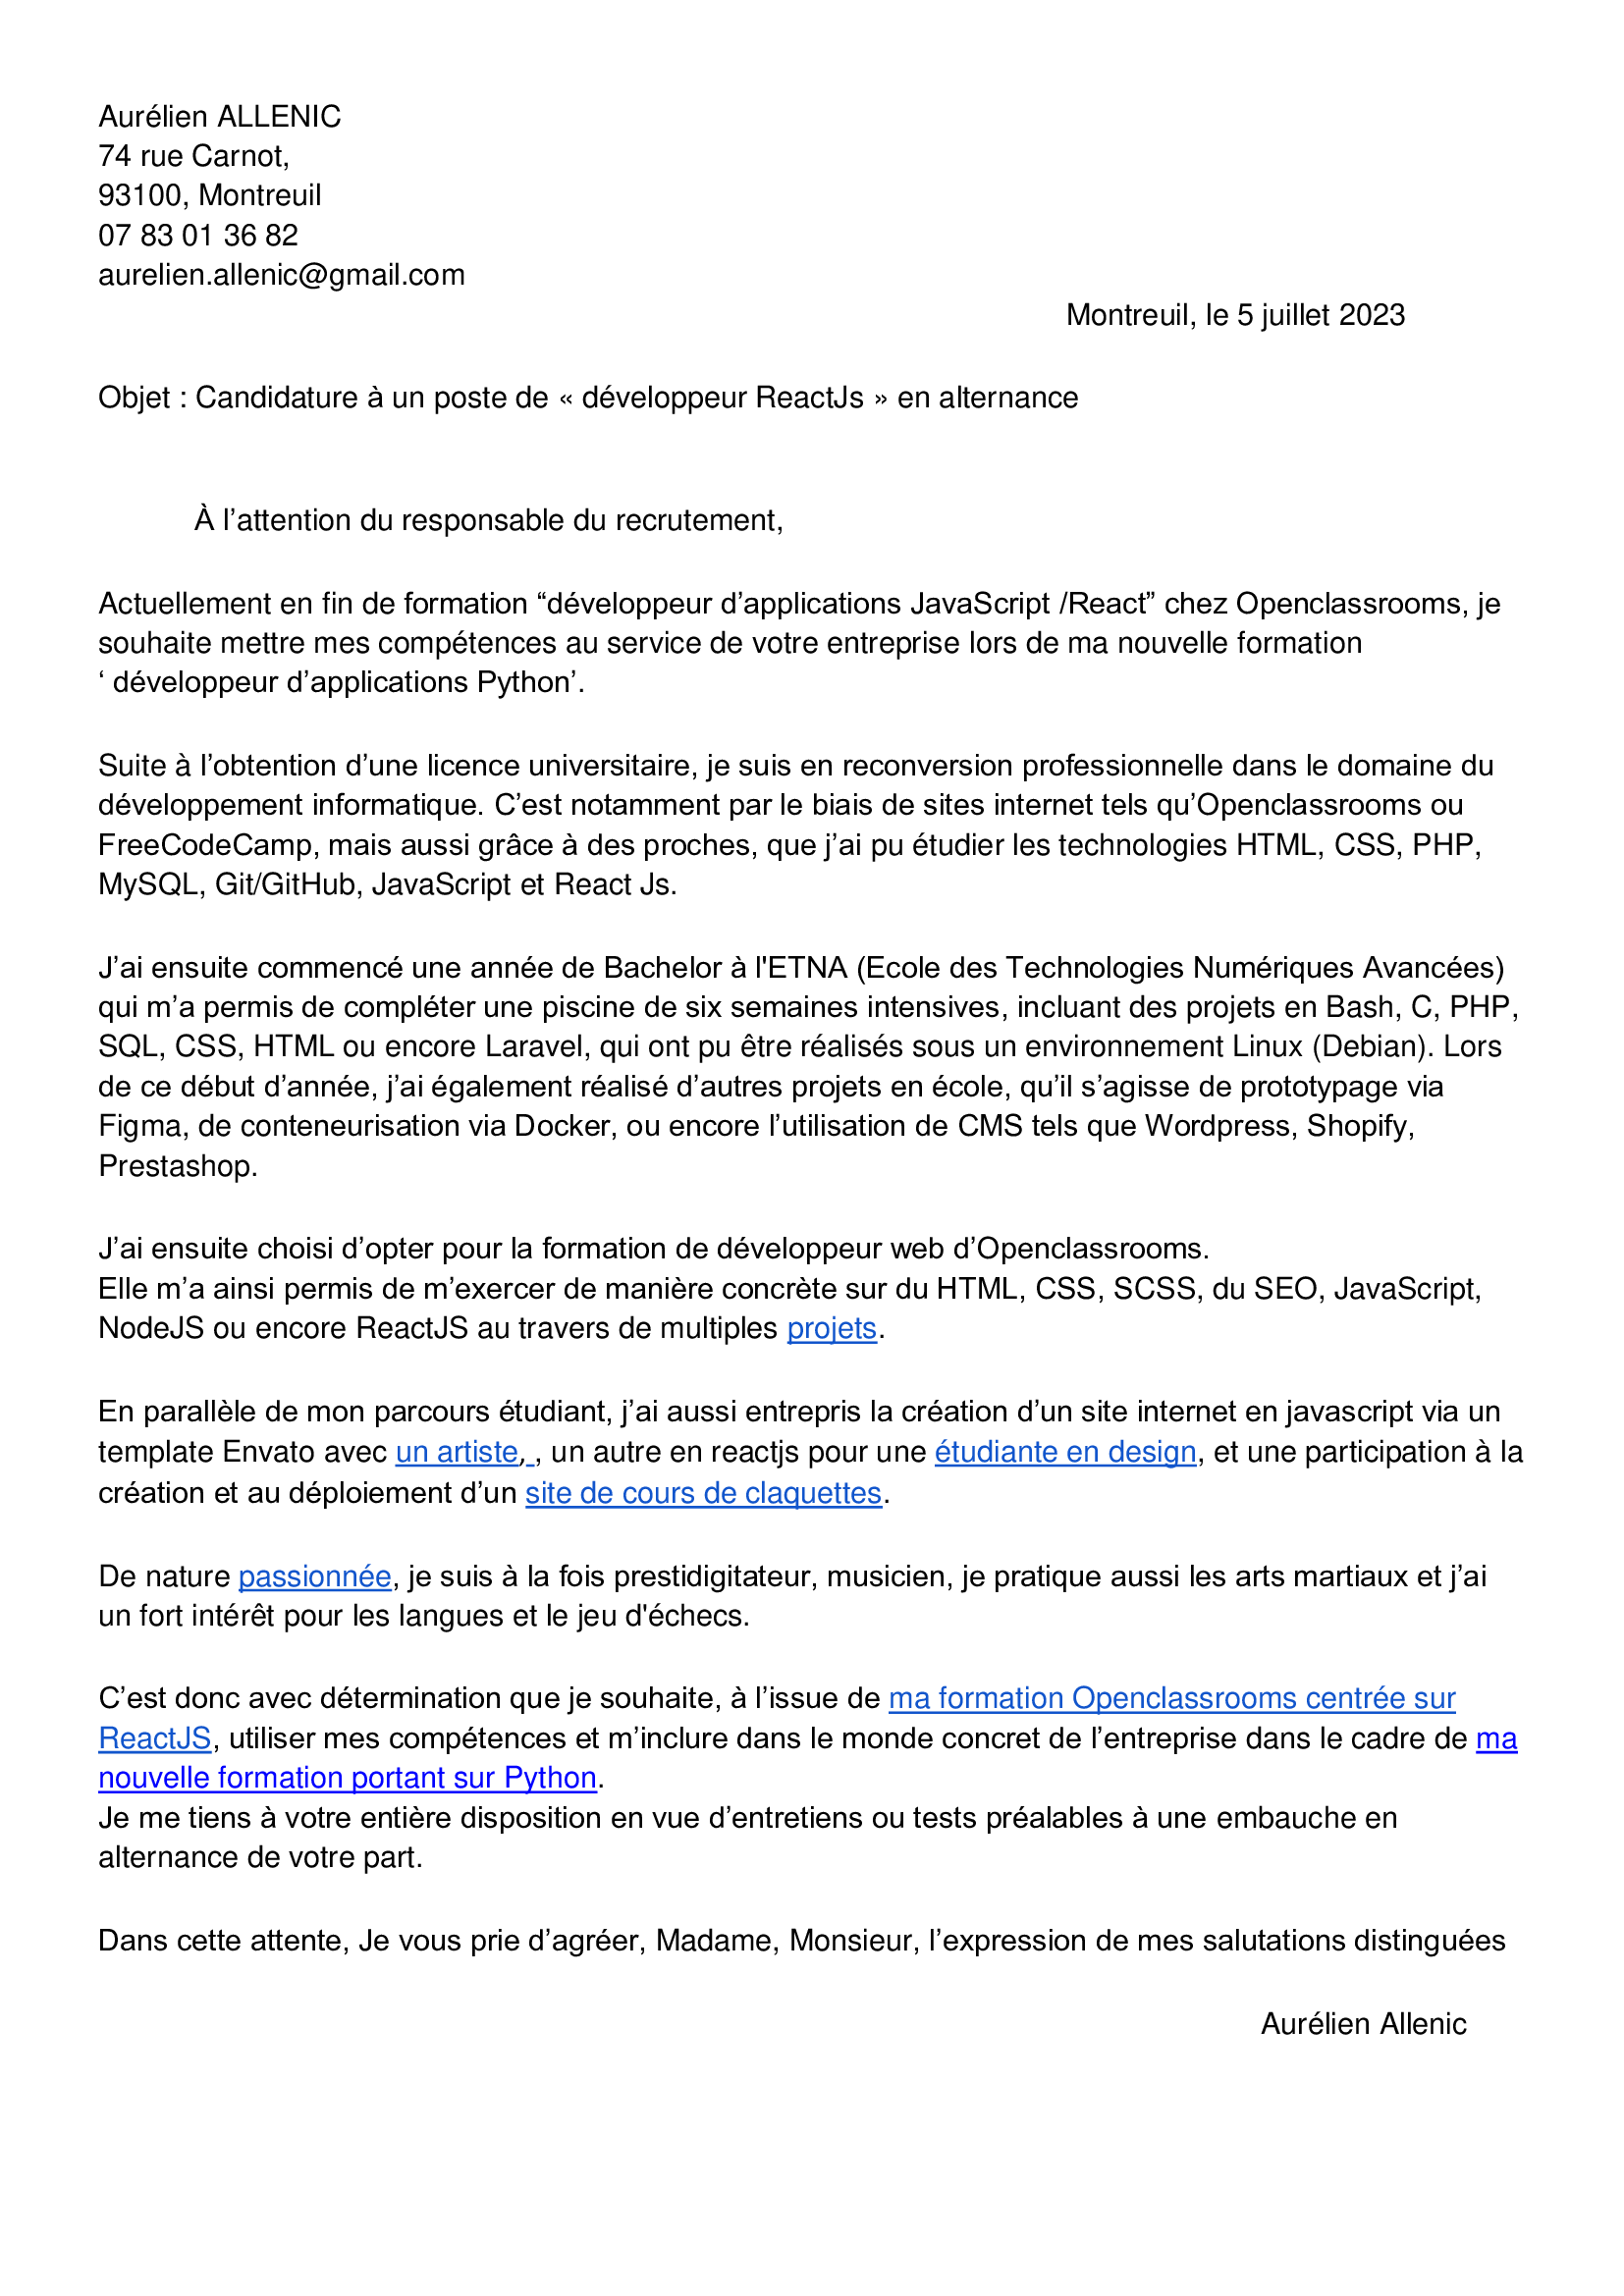 Aurélien ALLENIC
74 rue Carnot,
93100, Montreuil
07 83 01 36 82
aurelien.allenic@gmail.com
Montreuil, le 5 juillet 2023
Objet : Candidature à un poste de « développeur ReactJs » en alternance
À l’attention du responsable du recrutement,
Actuellement en fin de formation “développeur d’applications JavaScript /React” chez Openclassrooms, je
souhaite mettre mes compétences au service de votre entreprise lors de ma nouvelle formation
‘ développeur d’applications Python’.
Suite à l’obtention d’une licence universitaire, je suis en reconversion professionnelle dans le domaine du
développement informatique. C’est notamment par le biais de sites internet tels qu’Openclassrooms ou
FreeCodeCamp, mais aussi grâce à des proches, que j’ai pu étudier les technologies HTML, CSS, PHP,
MySQL, Git/GitHub, JavaScript et React Js.
J’ai ensuite commencé une année de Bachelor à l'ETNA (Ecole des Technologies Numériques Avancées)
qui m’a permis de compléter une piscine de six semaines intensives, incluant des projets en Bash, C, PHP,
SQL, CSS, HTML ou encore Laravel, qui ont pu être réalisés sous un environnement Linux (Debian). Lors
de ce début d’année, j’ai également réalisé d’autres projets en école, qu’il s’agisse de prototypage via
Figma, de conteneurisation via Docker, ou encore l’utilisation de CMS tels que Wordpress, Shopify,
Prestashop.
J’ai ensuite choisi d’opter pour la formation de développeur web d’Openclassrooms.
Elle m’a ainsi permis de m’exercer de manière concrète sur du HTML, CSS, SCSS, du SEO, JavaScript,
NodeJS ou encore ReactJS au travers de multiples projets.
En parallèle de mon parcours étudiant, j’ai aussi entrepris la création d’un site internet en javascript via un
template Envato avec un artiste, , un autre en reactjs pour une étudiante en design, et une participation à la
création et au déploiement d’un site de cours de claquettes.
De nature passionnée, je suis à la fois prestidigitateur, musicien, je pratique aussi les arts martiaux et j’ai
un fort intérêt pour les langues et le jeu d'échecs.
C’est donc avec détermination que je souhaite, à l’issue de ma formation Openclassrooms centrée sur
ReactJS, utiliser mes compétences et m’inclure dans le monde concret de l’entreprise dans le cadre de ma
nouvelle formation portant sur Python.
Je me tiens à votre entière disposition en vue d’entretiens ou tests préalables à une embauche en
alternance de votre part.
Dans cette attente, Je vous prie d’agréer, Madame, Monsieur, l’expression de mes salutations distinguées
Aurélien Allenic